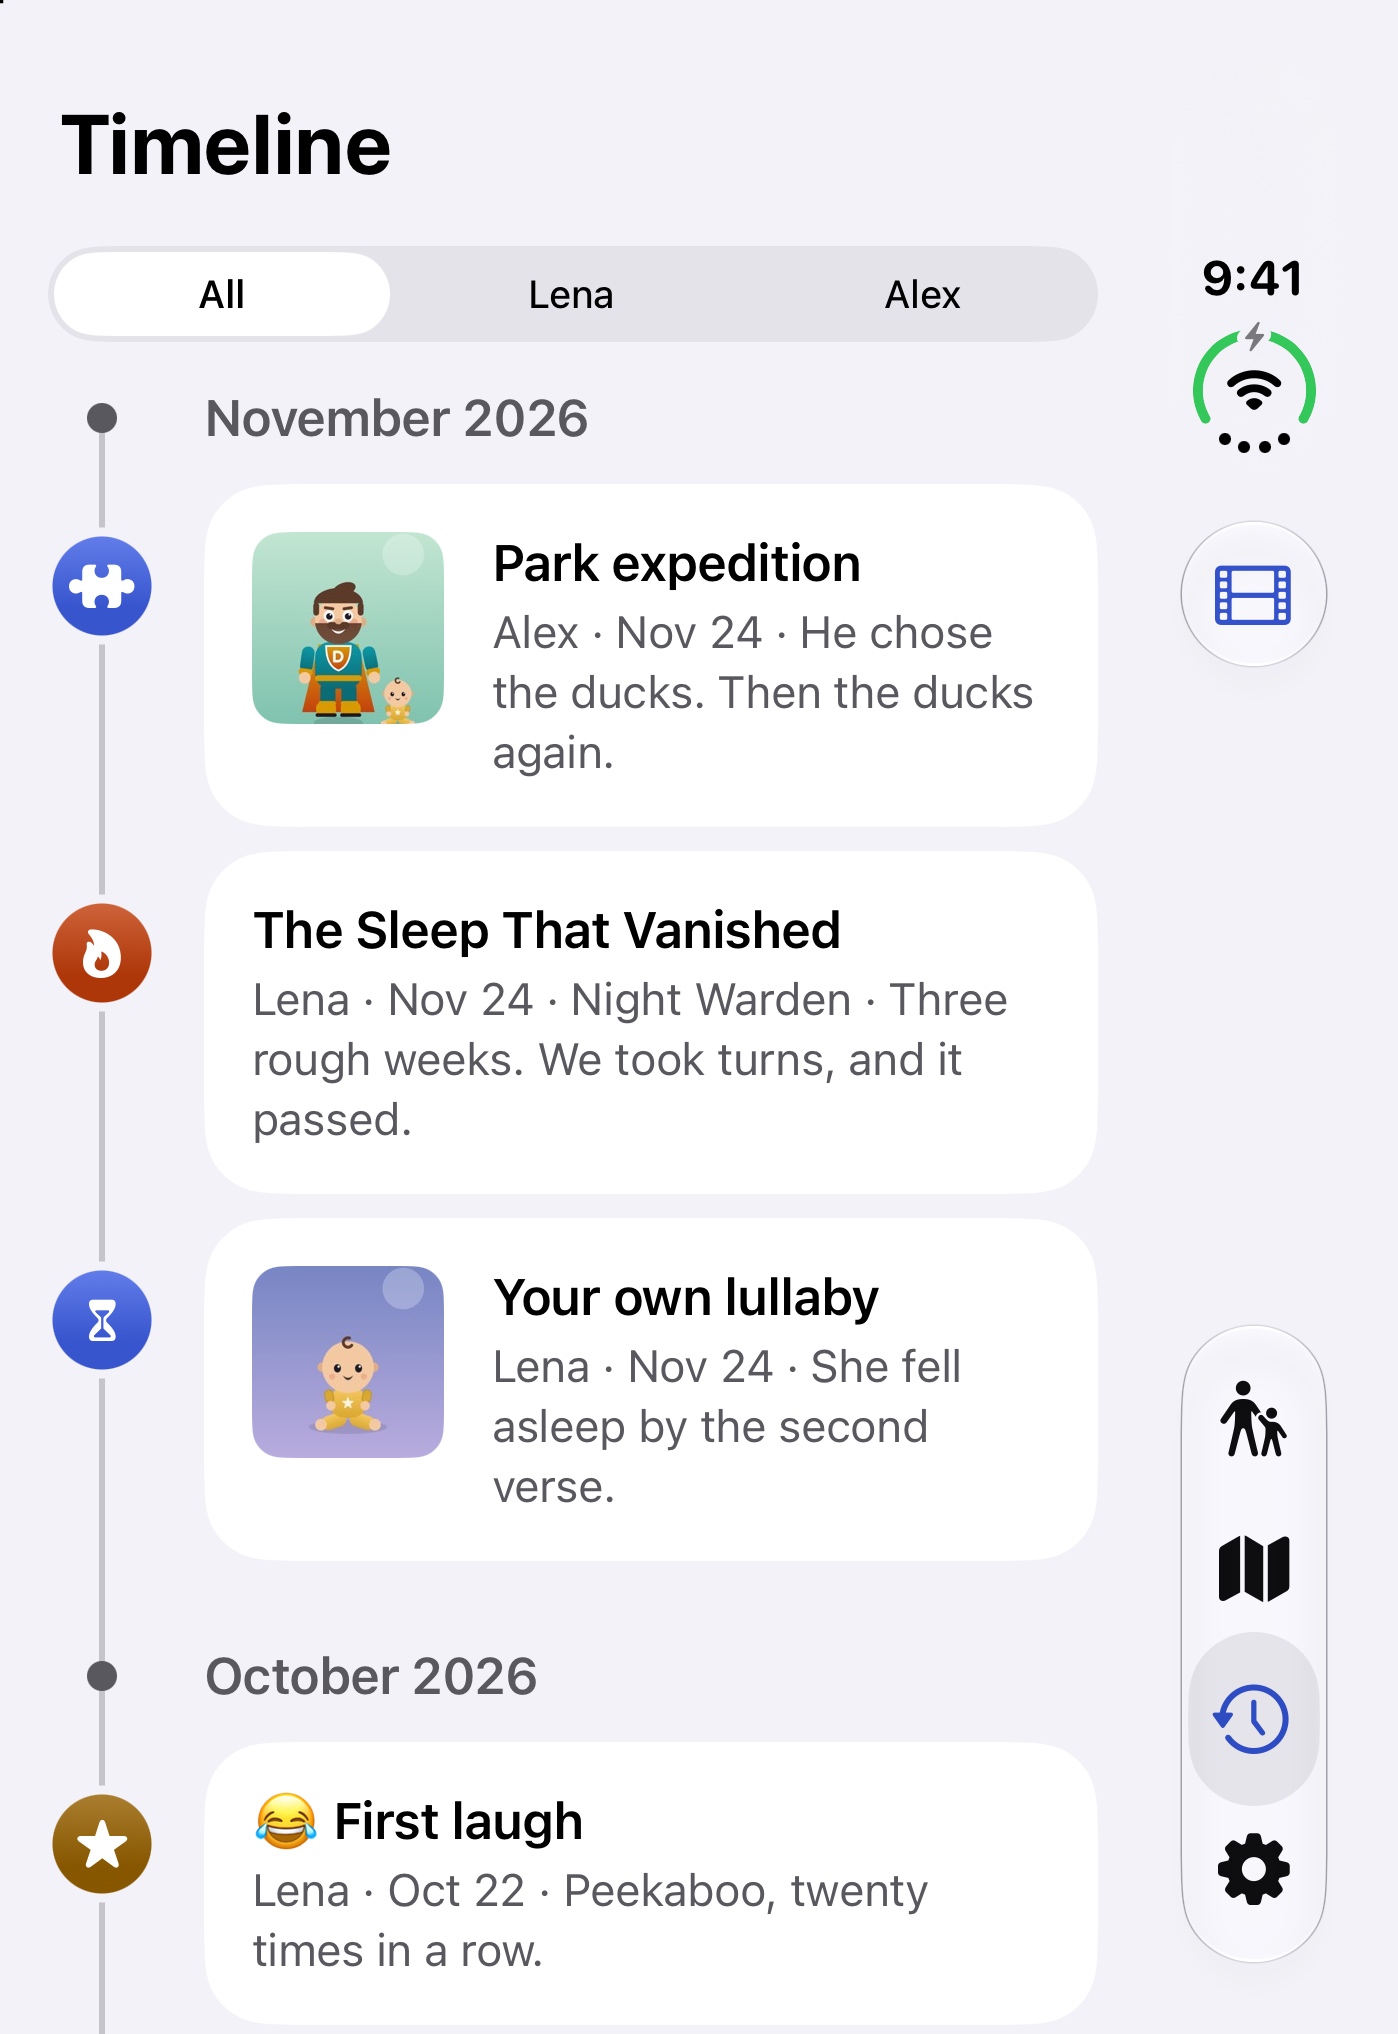 Timeline
All Lena Alex
9:41
November 2026
Park expedition
Alex · Nov 24 · He chose
the ducks. Then the ducks
again.
D
The Sleep That Vanished
Lena · Nov 24 · Night Warden · Three
rough weeks. We took turns, and it
passed.
Your own lullaby
Lena · Nov 24 · She fell
asleep by the second
verse.
October 2026
😂 First laugh
Lena · Oct 22 · Peekaboo, twenty
times in a row.